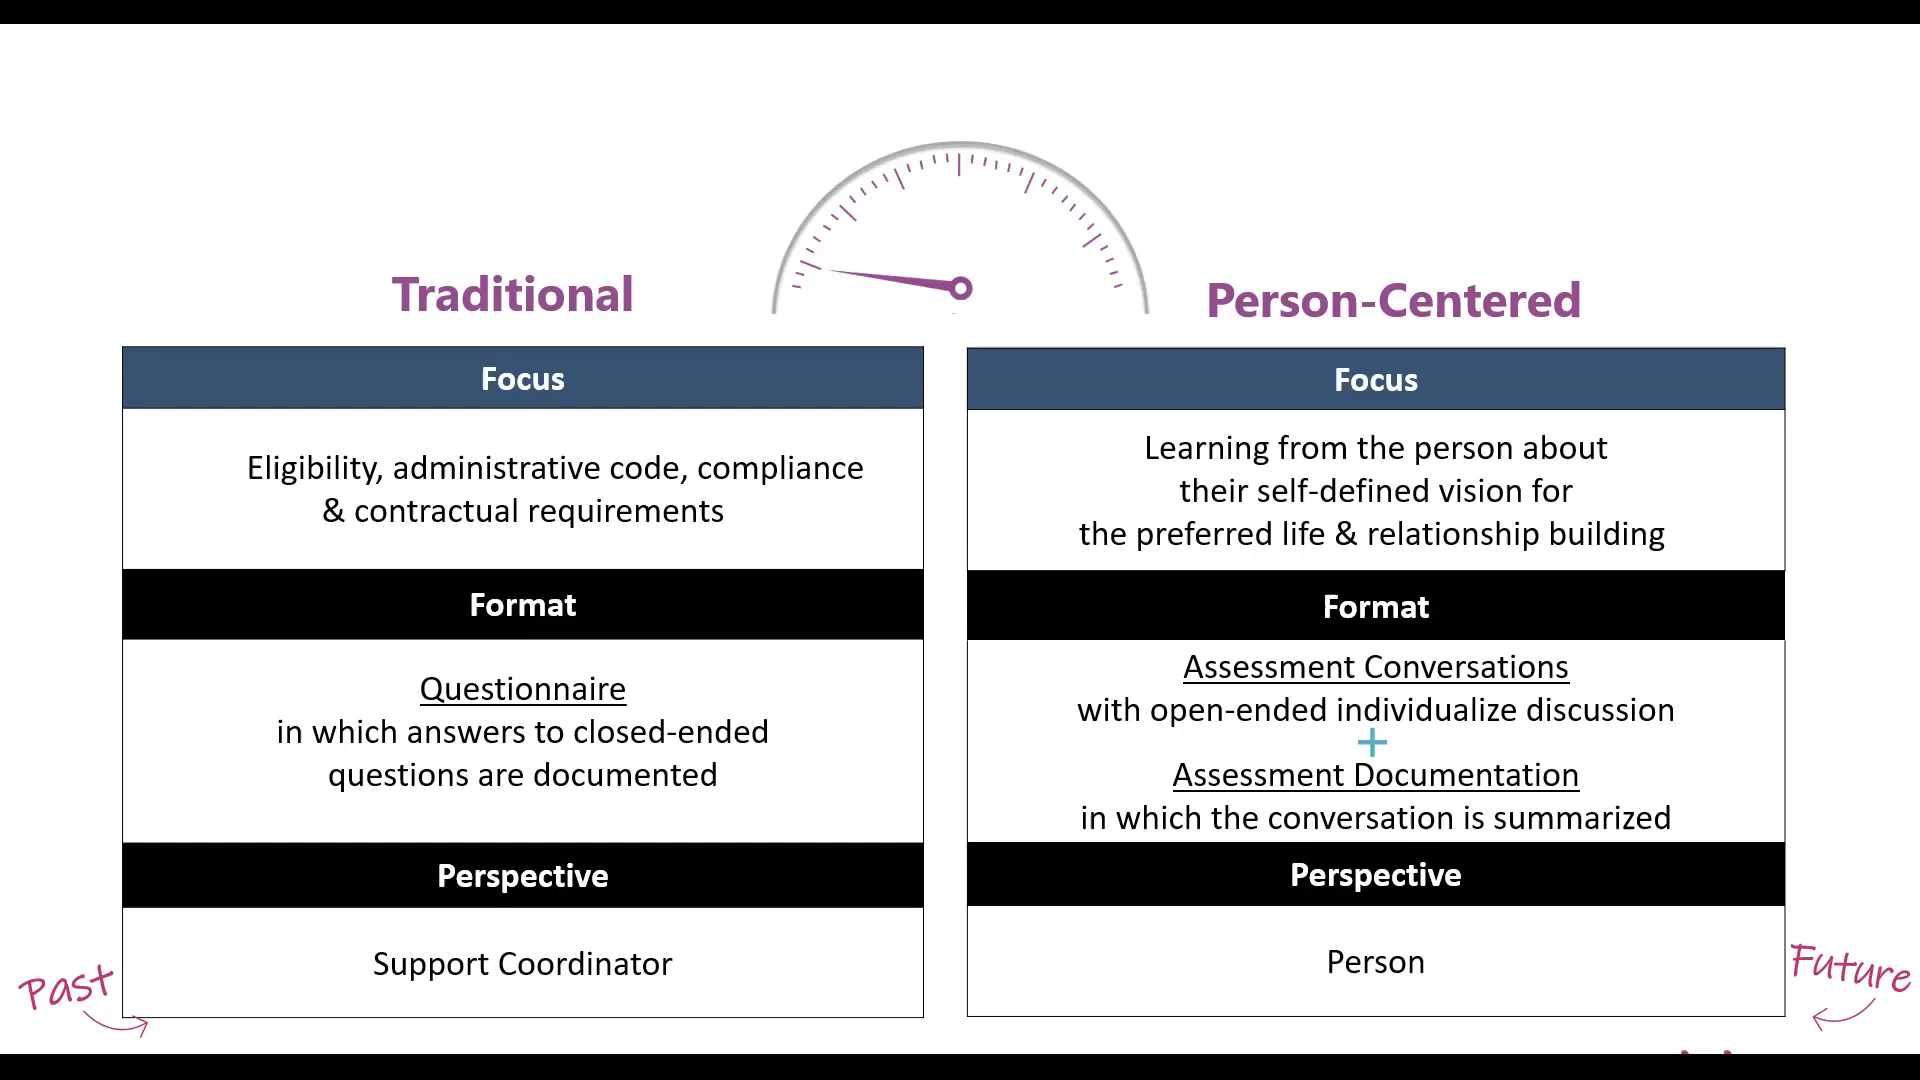 Traditional
Focus
Eligibility, administrative code, compliance
& contractual requirements
Format
Questionnaire
in which answers to closed-ended
questions are documented
Perspective
Support Coordinator
Past
Person-Centered
Focus
Learning from the person about
their self-defined vision for
the preferred life & relationship building
Format
Assessment Conversations
with open-ended individualize discussion
+
Assessment Documentation
in which the conversation is summarized
Perspective
Person
Future